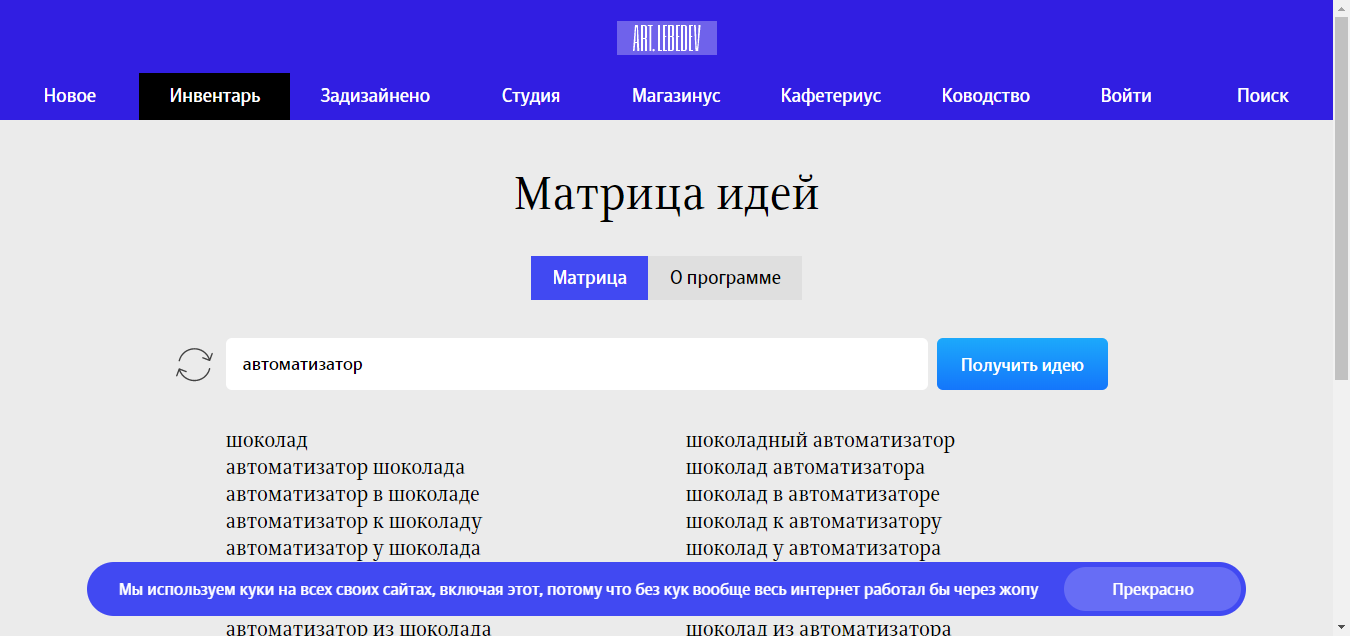 ART. LEBEDEV
Новое Инвентарь Задизайнено Студия Магазинус Кафетериус Ководство Войти Поиск
Матрица идей
Матрица О программе
автоматизатор Получить идею
шоколад шоколадный автоматизатор
автоматизатор шоколада шоколад автоматизатора
автоматизатор в шоколаде шоколад в автоматизаторе
автоматизатор к шоколаду шоколад к автоматизатору
автоматизатор у шоколада шоколад у автоматизатора
Мы используем куки на всех своих сайтах, включая этот, потому что без кук вообще весь интернет работал бы через жопу Прекрасно
автоматизатор из шоколада шоколад из автоматизатора